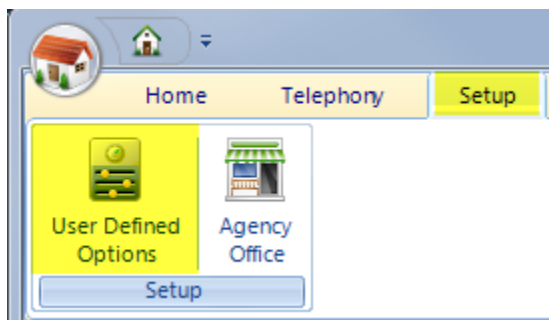 Home Telephony Setup
User Defined Options
Agency Office
Setup